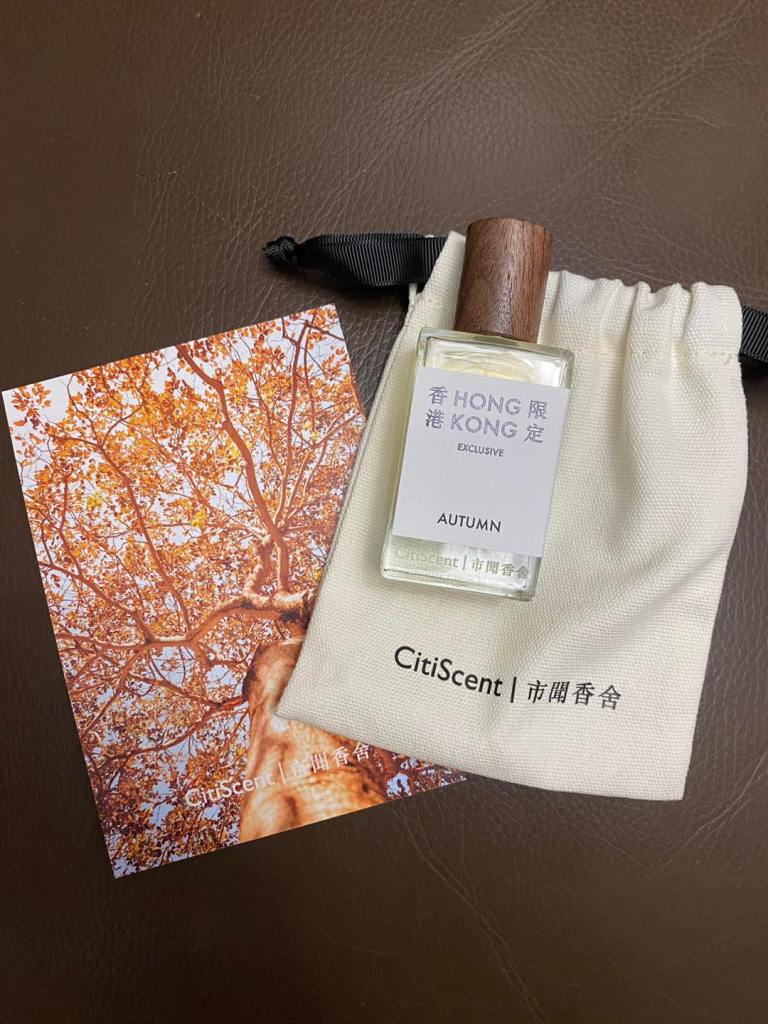 香 HONG 限
港 KONG 定
EXCLUSIVE
AUTUMN
CitiScent | 市聞香舍
CitiScent | 市聞香舍
CitiScent | 市聞香舍